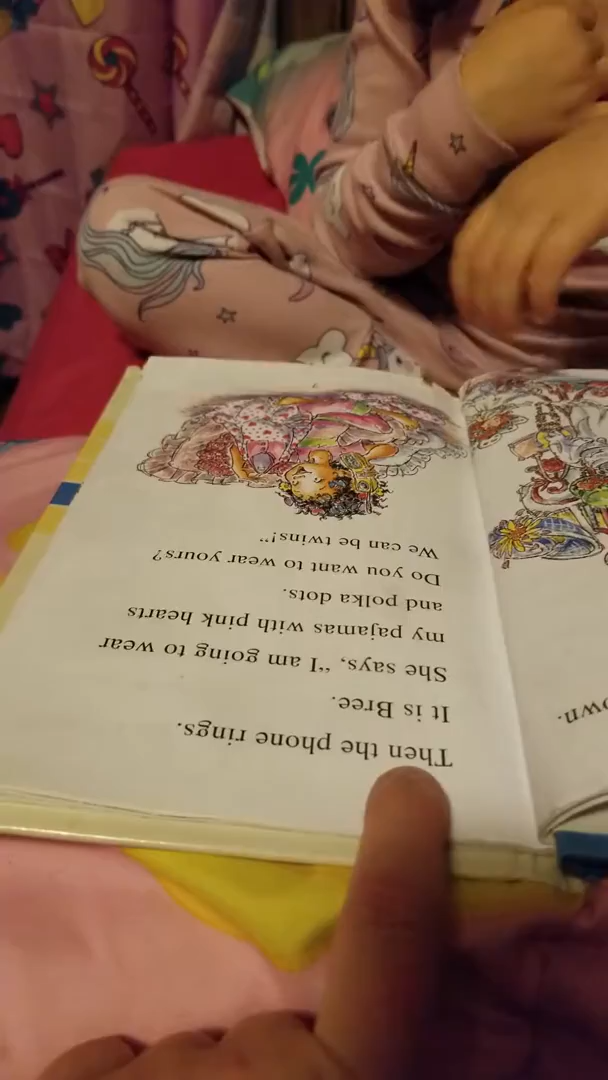 Then the phone rings.
It is Bree.
She says, "I am going to wear
my pajamas with pink hearts
and polka dots.
Do you want to wear yours?
We can be twins!"
own.